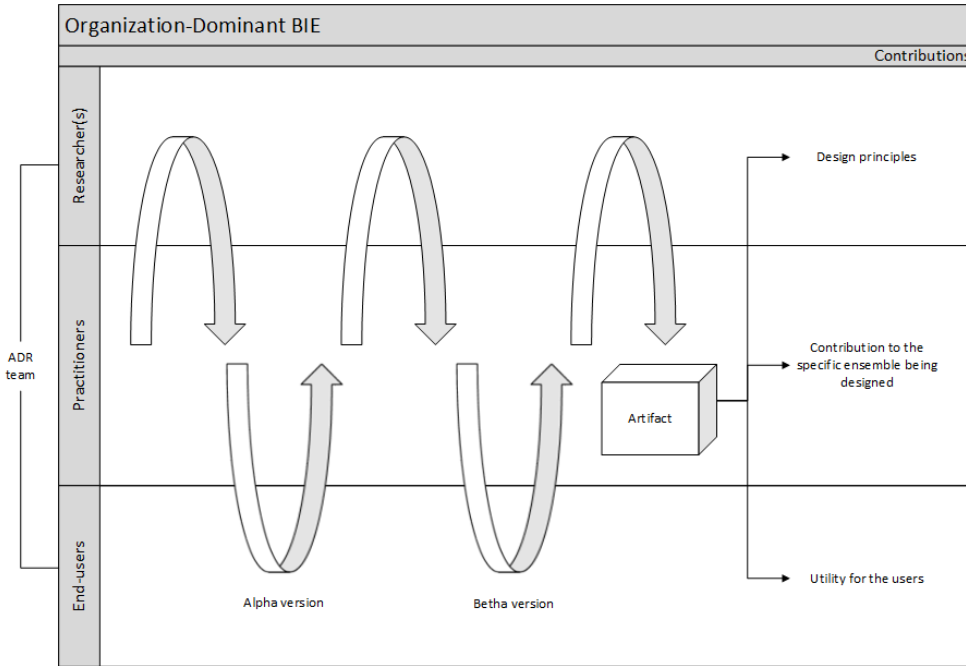 Organization-Dominant BIE
Contributions
Researcher(s)
Design principles
ADR
team
Practitioners
Contribution to the
specific ensemble being
designed
Artifact
End-users
Utility for the users
Alpha version
Betha version